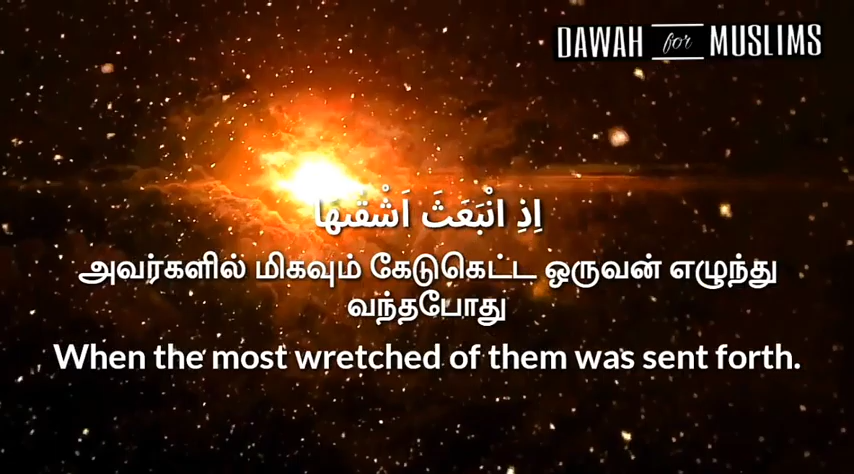 DAWAH for MUSLIMS
اِذِ انْۢبَعَثَ اَشْقٰىهَا
அவர்களில் மிகவும் கேடுகெட்ட ஒருவன் எழுந்து
வந்தபோது
When the most wretched of them was sent forth.